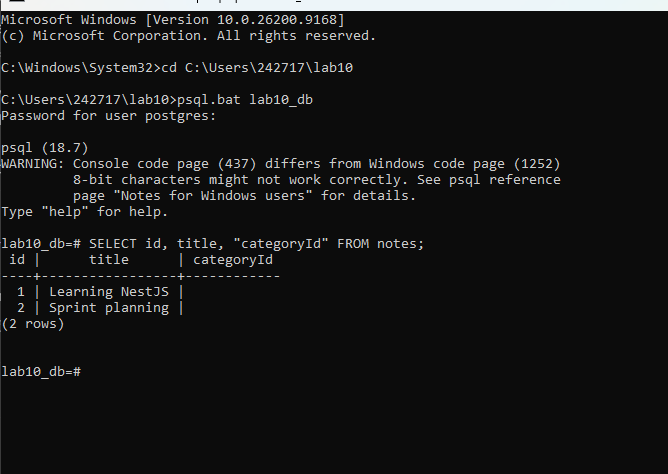 Microsoft Windows [Version 10.0.26200.9168]
(c) Microsoft Corporation. All rights reserved.
C:\Windows\System32>cd C:\Users\242717\lab10
C:\Users\242717\lab10>psql.bat lab10_db
Password for user postgres:
psql (18.7)
WARNING: Console code page (437) differs from Windows code page (1252)
         8-bit characters might not work correctly. See psql reference
         page "Notes for Windows users" for details.
Type "help" for help.
lab10_db=# SELECT id, title, "categoryId" FROM notes;
 id |      title      | categoryId
----+-----------------+------------
  1 | Learning NestJS |
  2 | Sprint planning |
(2 rows)
lab10_db=#